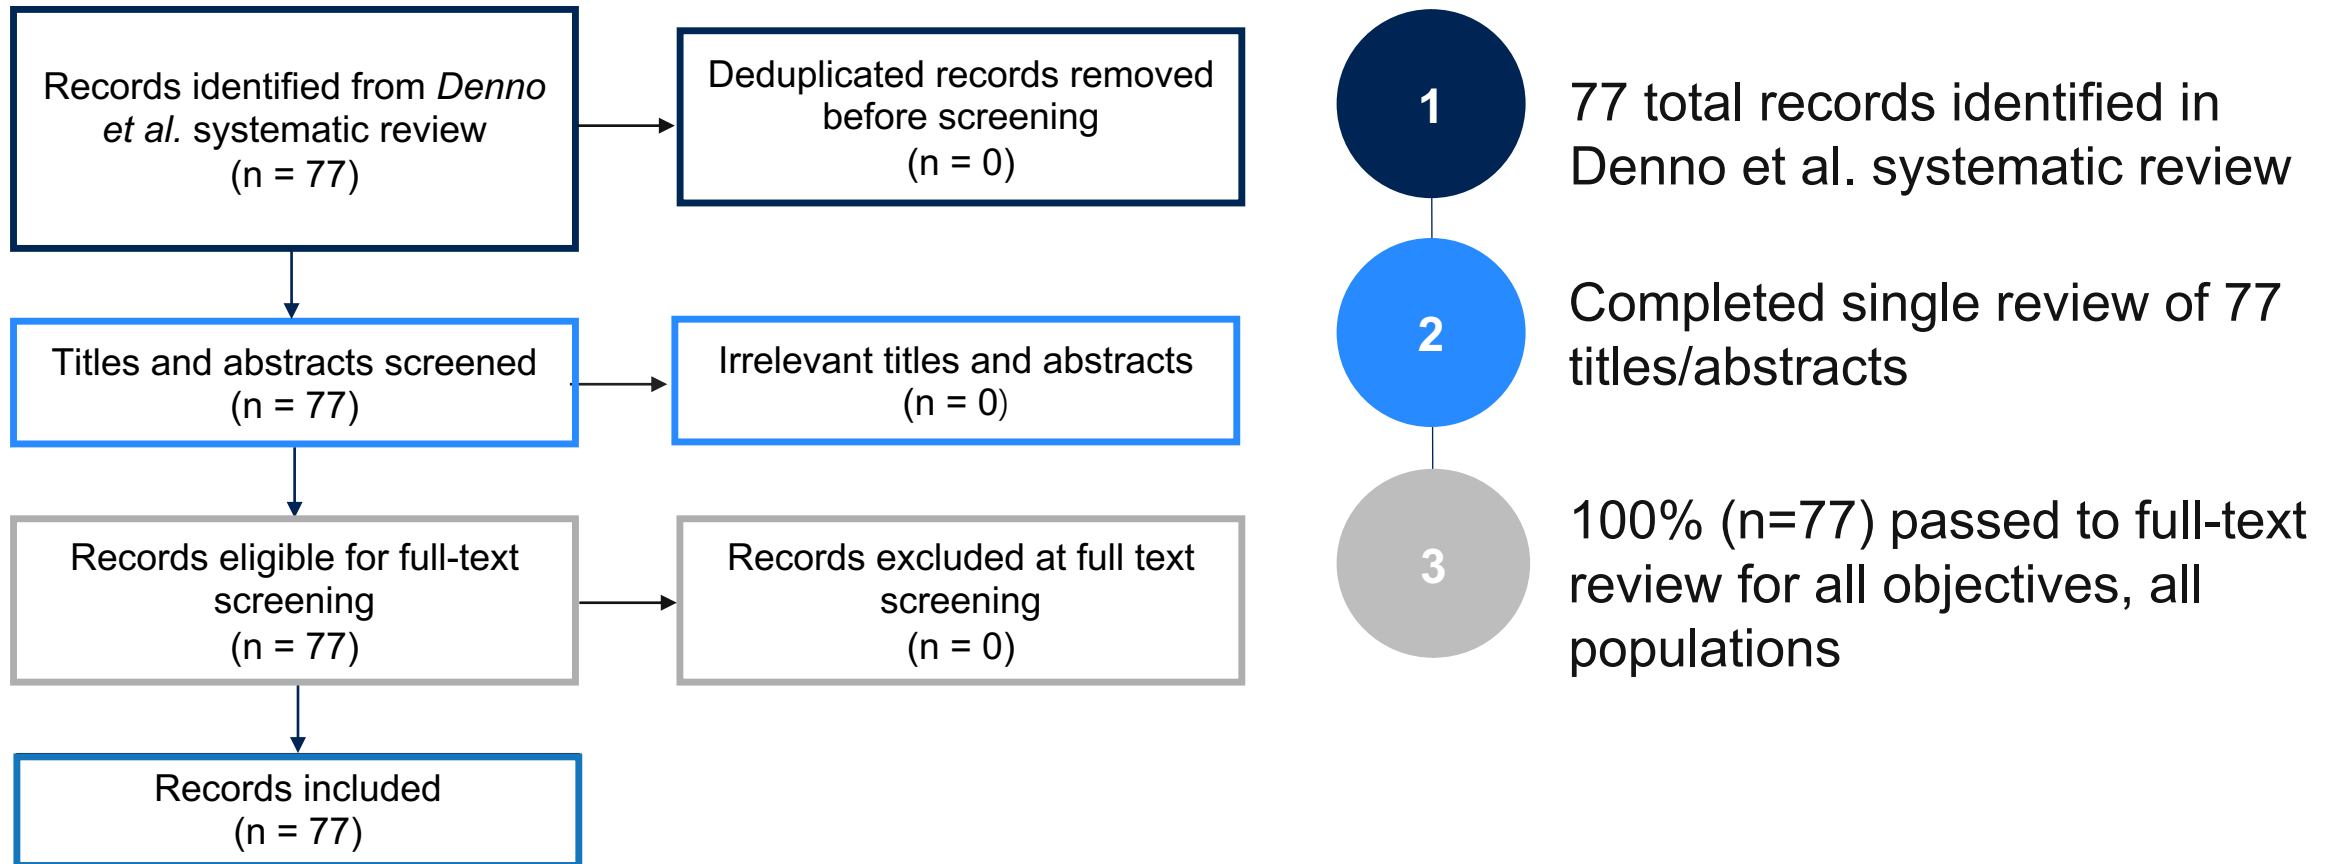 Records identified from Denno
et al. systematic review
(n = 77)
Deduplicated records removed
before screening
(n = 0)
Titles and abstracts screened
(n = 77)
Irrelevant titles and abstracts
(n = 0)
Records eligible for full-text
screening
(n = 77)
Records excluded at full text
screening
(n = 0)
Records included
(n = 77)
1
77 total records identified in
Denno et al. systematic review
2
Completed single review of 77
titles/abstracts
3
100% (n=77) passed to full-text
review for all objectives, all
populations